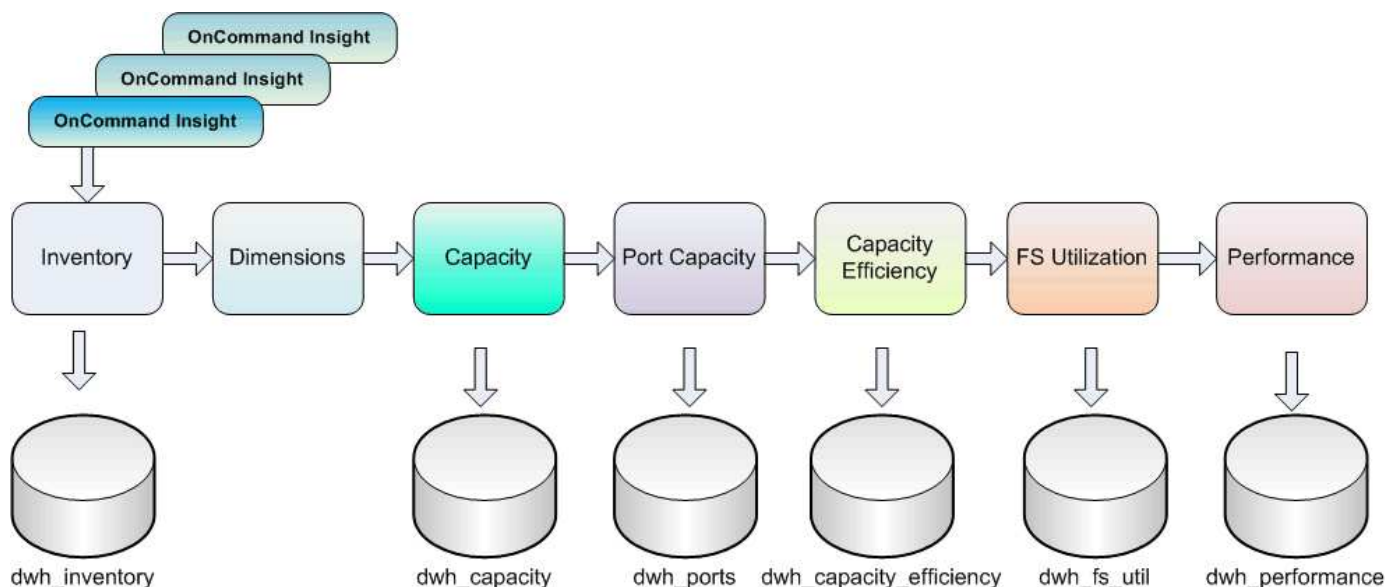 OnCommand Insight
OnCommand Insight
OnCommand Insight
Inventory
Dimensions
Capacity
Port Capacity
Capacity
Efficiency
FS Utilization
Performance
dwh_inventory
dwh_capacity
dwh_ports
dwh_capacity_efficiency
dwh_fs_util
dwh_performance